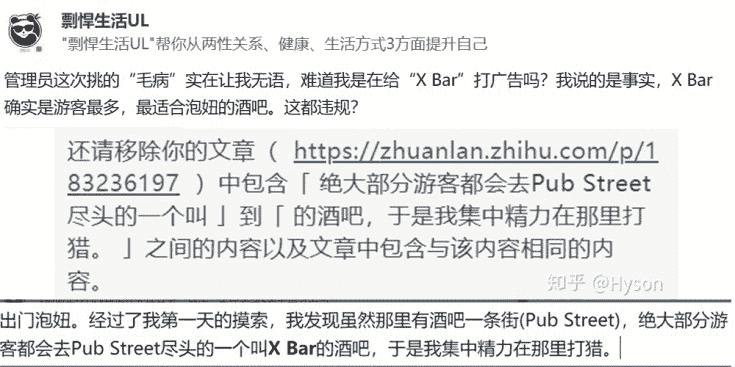 剽悍生活UL
"剽悍生活UL"帮你从两性关系、健康、生活方式3方面提升自己
管理员这次挑的“毛病”实在让我无语，难道我是在给“X Bar”打广告吗？我说的是事实，X Bar
确实是游客最多，最适合泡妞的酒吧。这都违规？
还请移除你的文章（ https://zhuanlan.zhihu.com/p/1
83236197 ）中包含「 绝大部分游客都会去Pub Street
尽头的一个叫 」到「 的酒吧，于是我集中精力在那里打
猎。 」之间的内容以及文章中包含与该内容相同的内
容。
知乎 @Hyson
出门泡妞。经过了我第一天的摸索，我发现虽然那里有酒吧一条街(Pub Street)，绝大部分游
客都会去Pub Street尽头的一个叫X Bar的酒吧，于是我集中精力在那里打猎。